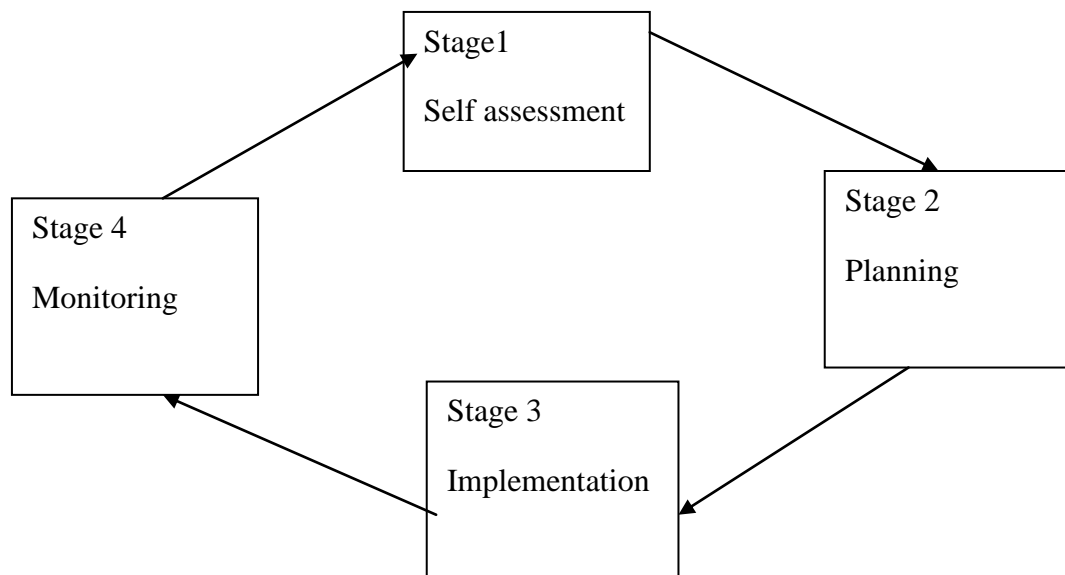 Stage1
Self assessment
Stage 2
Planning
Stage 3
Implementation
Stage 4
Monitoring